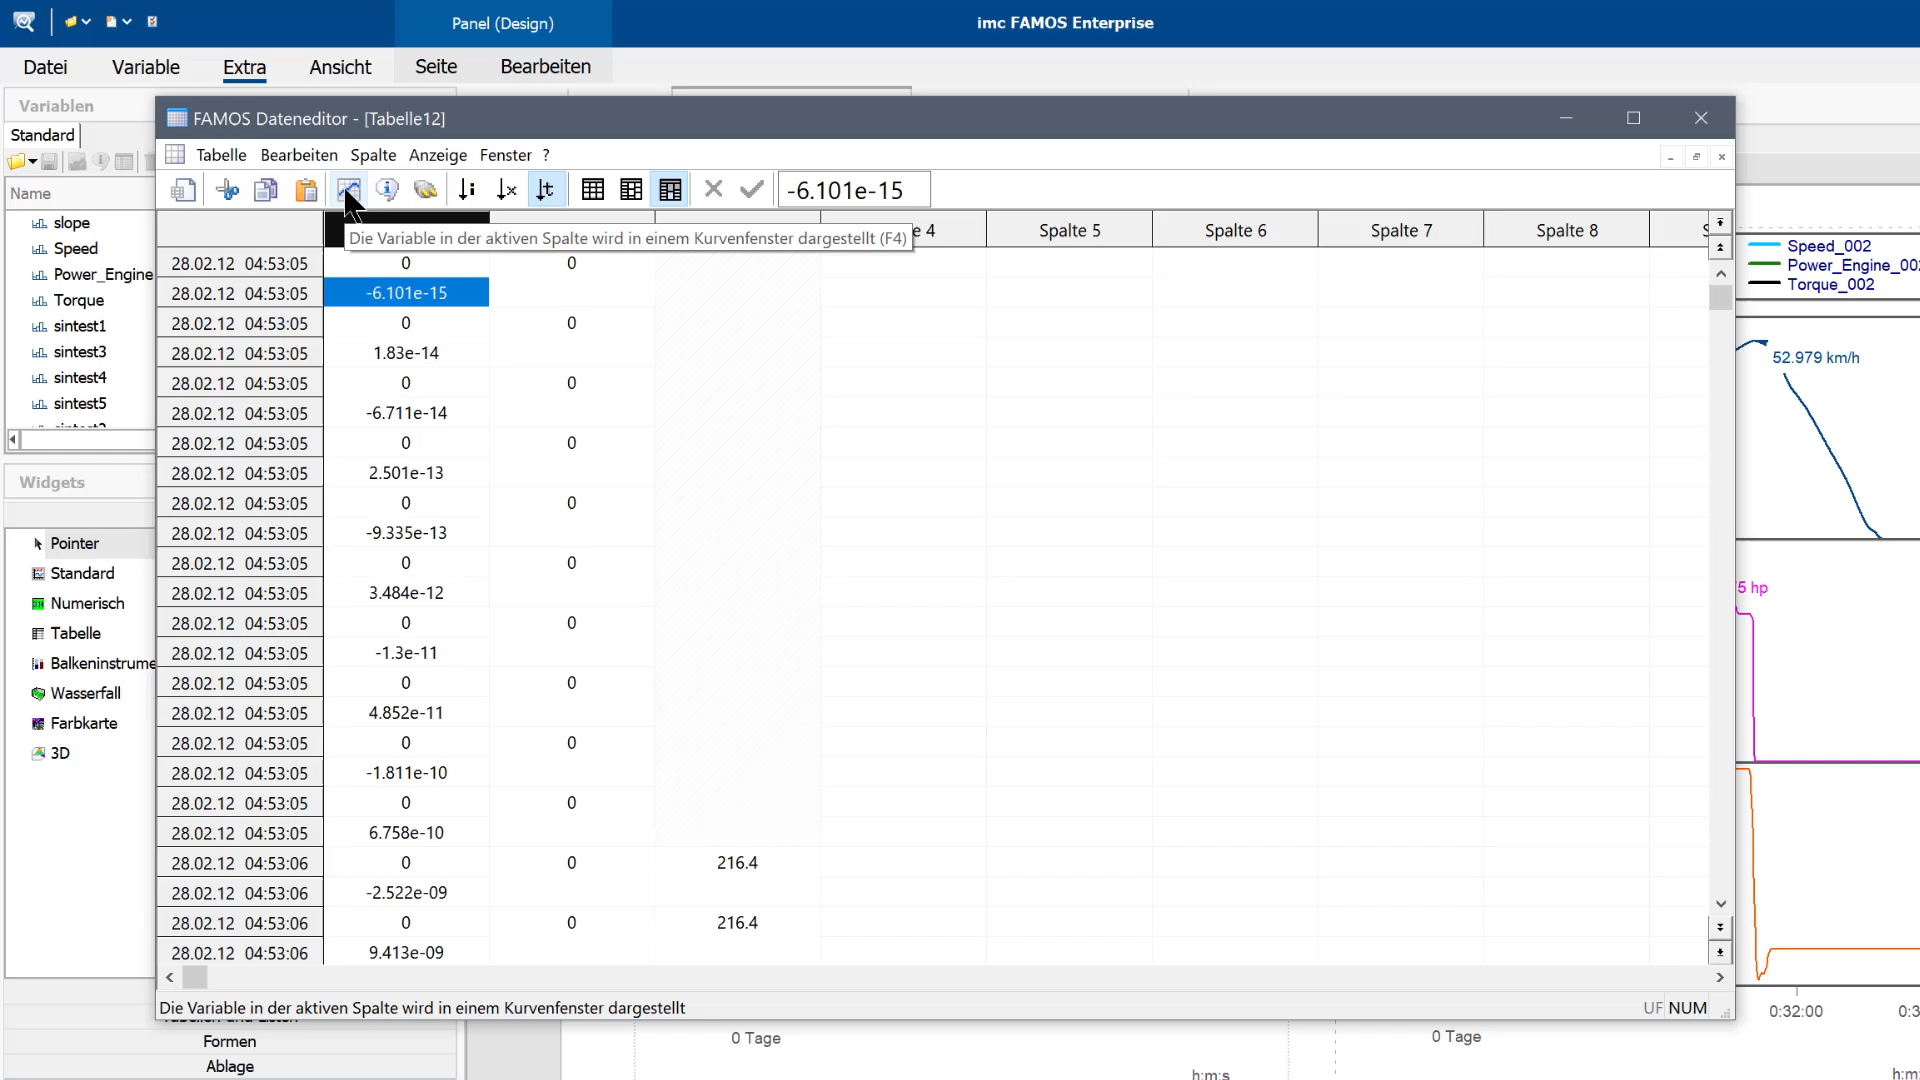 Panel (Design)
imc FAMOS Enterprise
Datei Variable Extra Ansicht Seite Bearbeiten
Variablen
Standard
Name
slope
Speed
Power_Engine
Torque
sintest1
sintest3
sintest4
sintest5
Widgets
Pointer
Standard
Numerisch
Tabelle
Balkeninstrume
Wasserfall
Farbkarte
3D
Formen
Ablage
FAMOS Dateneditor - [Tabelle12]
Tabelle Bearbeiten Spalte Anzeige Fenster ?
-6.101e-15
Die Variable in der aktiven Spalte wird in einem Kurvenfenster dargestellt (F4)
e 4 Spalte 5 Spalte 6 Spalte 7 Spalte 8
28.02.12 04:53:05 0 0
28.02.12 04:53:05 -6.101e-15
28.02.12 04:53:05 0 0
28.02.12 04:53:05 1.83e-14
28.02.12 04:53:05 0 0
28.02.12 04:53:05 -6.711e-14
28.02.12 04:53:05 0 0
28.02.12 04:53:05 2.501e-13
28.02.12 04:53:05 0 0
28.02.12 04:53:05 -9.335e-13
28.02.12 04:53:05 0 0
28.02.12 04:53:05 3.484e-12
28.02.12 04:53:05 0 0
28.02.12 04:53:05 -1.3e-11
28.02.12 04:53:05 0 0
28.02.12 04:53:05 4.852e-11
28.02.12 04:53:05 0 0
28.02.12 04:53:05 -1.811e-10
28.02.12 04:53:05 0 0
28.02.12 04:53:05 6.758e-10
28.02.12 04:53:06 0 0 216.4
28.02.12 04:53:06 -2.522e-09
28.02.12 04:53:06 0 0 216.4
28.02.12 04:53:06 9.413e-09
Die Variable in der aktiven Spalte wird in einem Kurvenfenster dargestellt
UF NUM
Speed_002
Power_Engine_002
Torque_002
52.979 km/h
5 hp
0:32:00 0:3
0 Tage 0 Tage
h:m:s h:m: